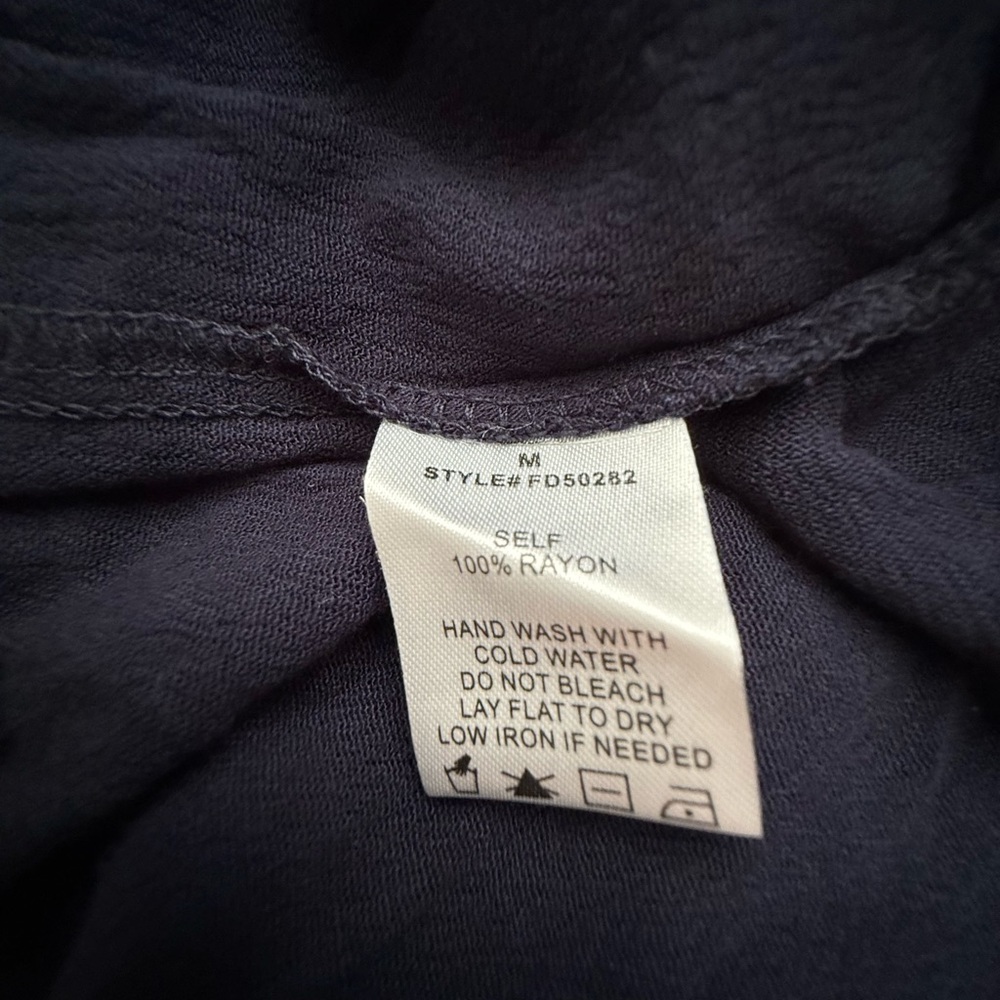 M
STYLE# FD50282
SELF
100% RAYON
HAND WASH WITH
COLD WATER
DO NOT BLEACH
LAY FLAT TO DRY
LOW IRON IF NEEDED